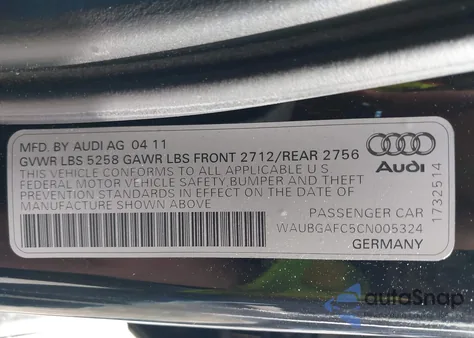 MFD. BY AUDI AG 04 11
GVWR LBS 5258 GAWR LBS FRONT 2712/REAR 2756
THIS VEHICLE CONFORMS TO ALL APPLICABLE U S
FEDERAL MOTOR VEHICLE SAFETY,BUMPER AND THEFT
PREVENTION STANDARDS IN EFFECT ON THE DATE OF
MANUFACTURE SHOWN ABOVE
PASSENGER CAR
WAUBGAFC5CN005324
GERMANY
Audi
1732514
autoSnap